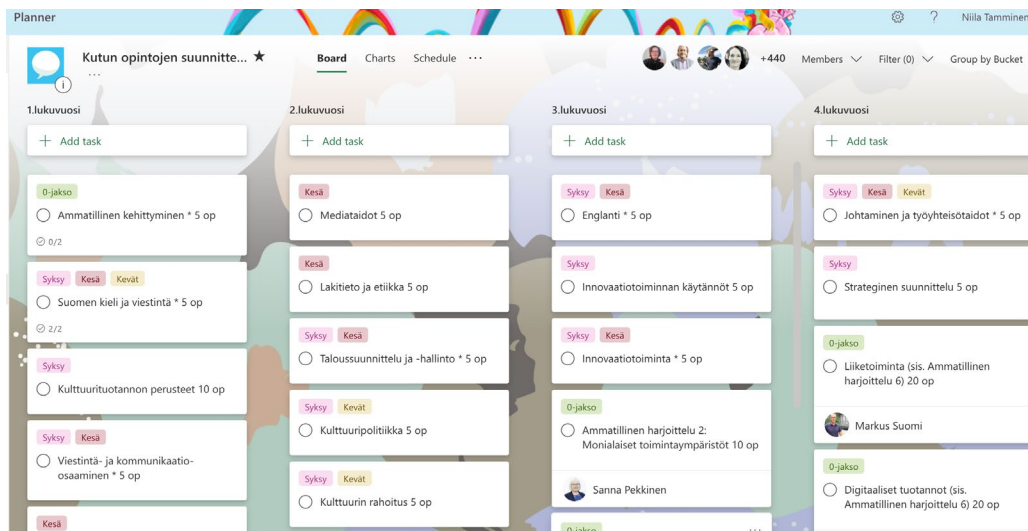 Planner
? Niila Tamminen
Kutun opintojen suunnitte... ★
...
Board Charts Schedule ...
+440 Members Filter (0) Group by Bucket
1.lukuvuosi
+ Add task
0-jakso
Ammatillinen kehittyminen * 5 op
0/2
Syksy Kesä Kevät
Suomen kieli ja viestintä * 5 op
2/2
Syksy
Kulttuurituotannon perusteet 10 op
Syksy Kesä
Viestintä- ja kommunikaatio-
osaaminen * 5 op
Kesä
2.lukuvuosi
+ Add task
Kesä
Mediataidot 5 op
Kesä
Lakitieto ja etiikka 5 op
Syksy Kesä
Taloussuunnittelu ja -hallinto * 5 op
Syksy Kevät
Kulttuuripolitiikka 5 op
Syksy Kevät
Kulttuurin rahoitus 5 op
3.lukuvuosi
+ Add task
Syksy Kesä
Englanti * 5 op
Syksy
Innovaatiotoiminnan käytännöt 5 op
Syksy Kesä
Innovaatiotoiminta * 5 op
0-jakso
Ammatillinen harjoittelu 2:
Monialaiset toimintaympäristöt 10 op
Sanna Pekkinen
0-jakso ...
4.lukuvuosi
+ Add task
Syksy Kesä Kevät
Johtaminen ja työyhteisötaidot * 5 op
Syksy
Strateginen suunnittelu 5 op
0-jakso
Liiketoiminta (sis. Ammatillinen
harjoittelu 6) 20 op
Markus Suomi
0-jakso
Digitaaliset tuotannot (sis.
Ammatillinen harjoittelu 6) 20 op